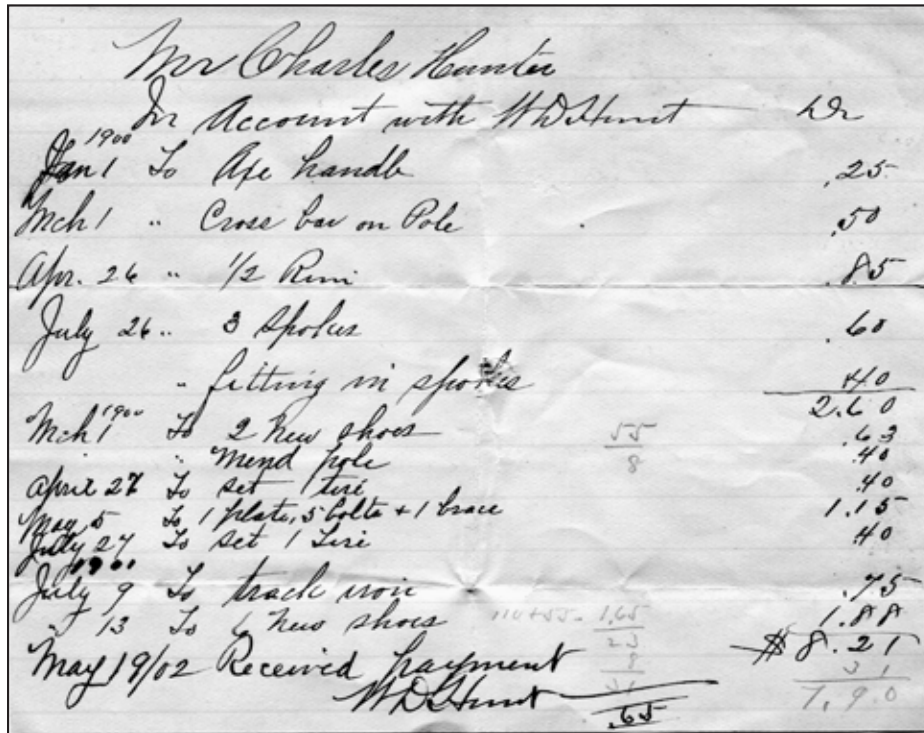 Mr Charles Hunter
In Account with W D Hunt Dr
1900
Jan 1 To Axe handle .25
Mch 1 " Cross bar on Pole .50
Apr. 26 " 1/2 Rim .85
July 26 " 3 Spokes .60
" fitting in spokes .40
2.60
1900
Mch 1 To 2 New shoes .63
" Mend pole .40
April 27 To set tire .40
May 5 To 1 plate, 5 bolts + 1 brace 1.15
July 27 To set 1 Tire .40
July 9 To track iron .75
" 13 To 6 New shoes 1.88
May 19/02 Received payment $8.21
W D Hunt
55
8
1.65
.65
31
7.90